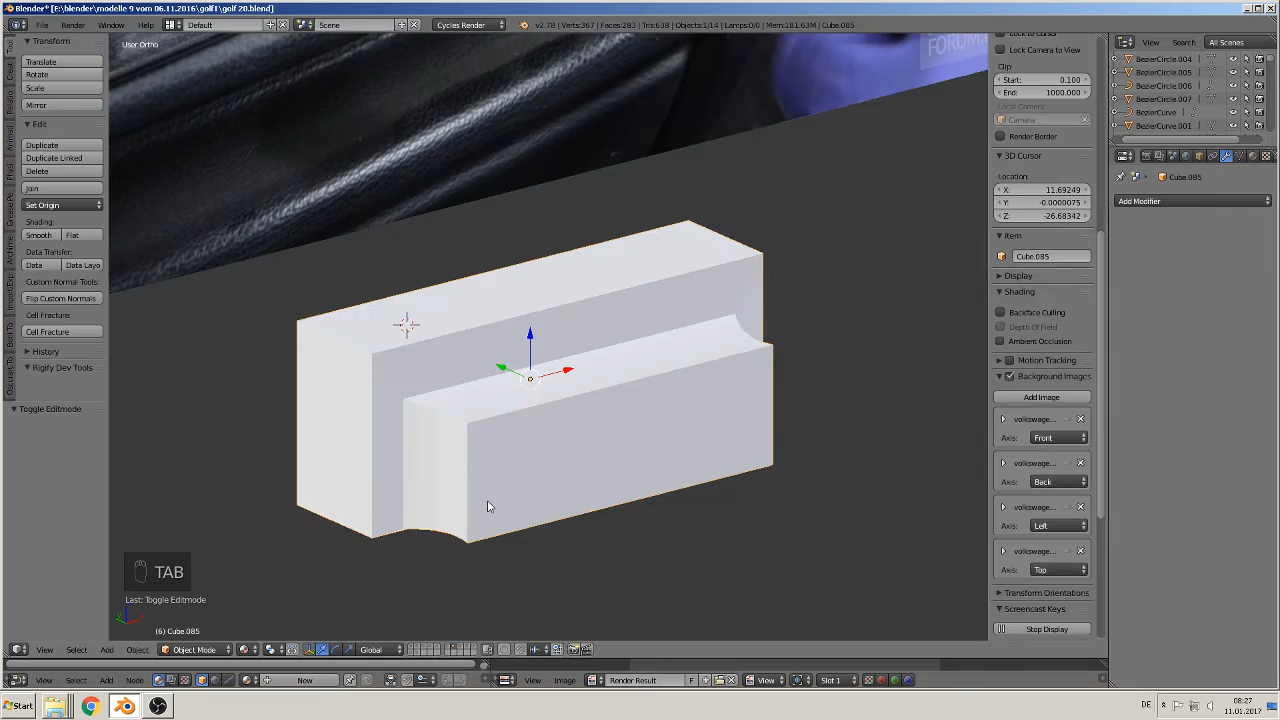 Blender* [E:\blender\modelle 9 vom 06.11.2016\golf1\golf 20.blend]
File Render Window Help Default Scene Cycles Render v2.78 | Verts:367 | Faces:283 | Tris:638 | Objects:1/14 | Lamps:0/0 | Mem:181.63M | Cube.085
Transform
Translate
Rotate
Scale
Mirror
Edit
Duplicate
Duplicate Linked
Delete
Join
Set Origin
Shading:
Smooth Flat
Data Transfer:
Data Data Layo
Custom Normal Tools:
Flip Custom Normals
Cell Fracture:
Cell Fracture
History
Rigify Dev Tools
Toggle Editmode
User Ortho
FORUM
TAB
Last: Toggle Editmode
(6) Cube.085
Lock to Cursor
Lock Camera to View
Clip:
Start: 0.100
End: 1000.000
Local Camera:
Camera
Render Border
3D Cursor
Location:
X: 11.69249
Y: -0.0000075
Z: -26.68342
Item
Cube.085
Display
Shading
Backface Culling
Depth Of Field
Ambient Occlusion
Motion Tracking
Background Images
Add Image
volkswage...
Axis: Front
volkswage...
Axis: Back
volkswage...
Axis: Left
volkswage...
Axis: Top
Transform Orientations
Screencast Keys
Stop Display
View Search All Scenes
BezierCircle.004
BezierCircle.005
BezierCircle.006
BezierCircle.007
BezierCurve
BezierCurve.001
Cube.085
Add Modifier
View Select Add Object Object Mode Global
View Select Add Node New View Image Render Result F View Slot 1
Start DE 08:27
11.01.2017